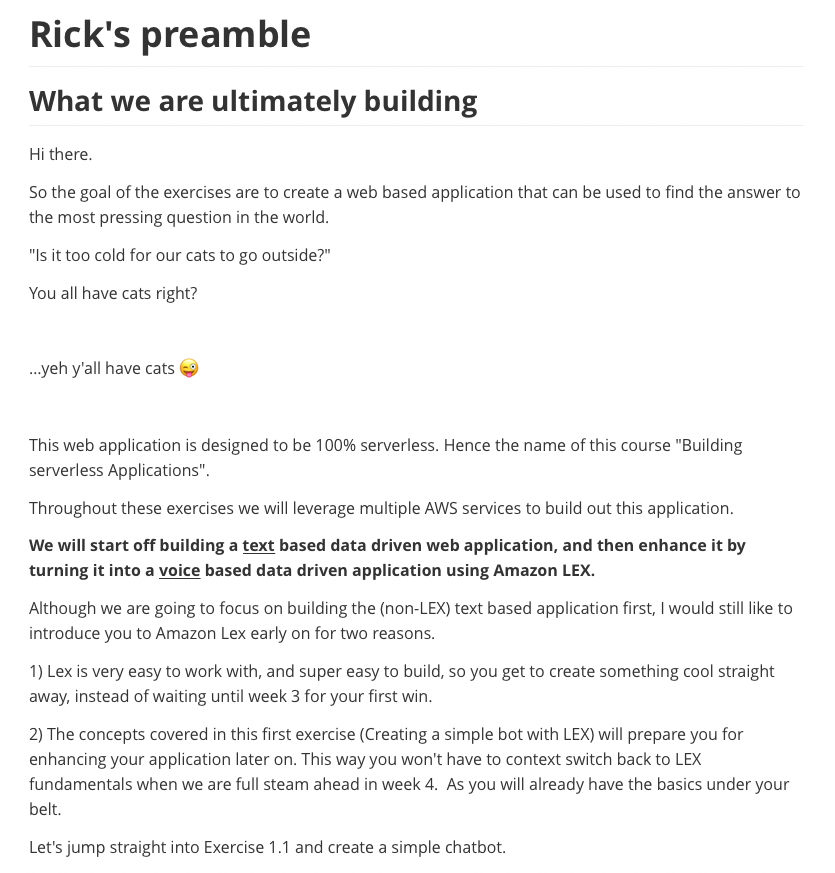 Rick's preamble
What we are ultimately building
Hi there.
So the goal of the exercises are to create a web based application that can be used to find the answer to
the most pressing question in the world.
"Is it too cold for our cats to go outside?"
You all have cats right?
...yeh y'all have cats 😜
This web application is designed to be 100% serverless. Hence the name of this course "Building
serverless Applications".
Throughout these exercises we will leverage multiple AWS services to build out this application.
We will start off building a text based data driven web application, and then enhance it by
turning it into a voice based data driven application using Amazon LEX.
Although we are going to focus on building the (non-LEX) text based application first, I would still like to
introduce you to Amazon Lex early on for two reasons.
1) Lex is very easy to work with, and super easy to build, so you get to create something cool straight
away, instead of waiting until week 3 for your first win.
2) The concepts covered in this first exercise (Creating a simple bot with LEX) will prepare you for
enhancing your application later on. This way you won't have to context switch back to LEX
fundamentals when we are full steam ahead in week 4.  As you will already have the basics under your
belt.
Let's jump straight into Exercise 1.1 and create a simple chatbot.